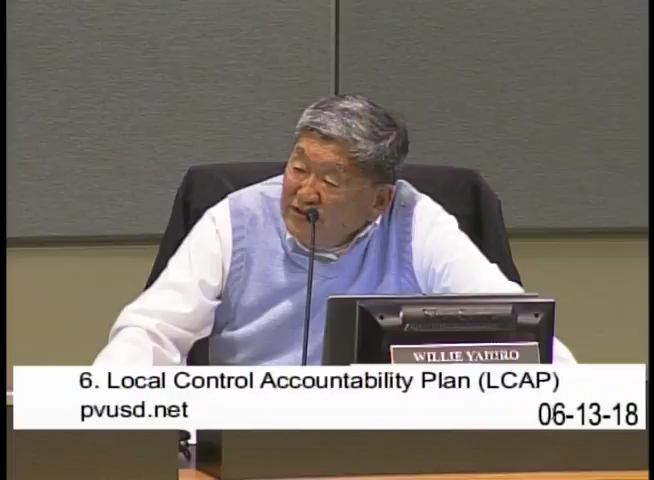 WILLIE YAHIRO
6. Local Control Accountability Plan (LCAP)
pvusd.net
06-13-18